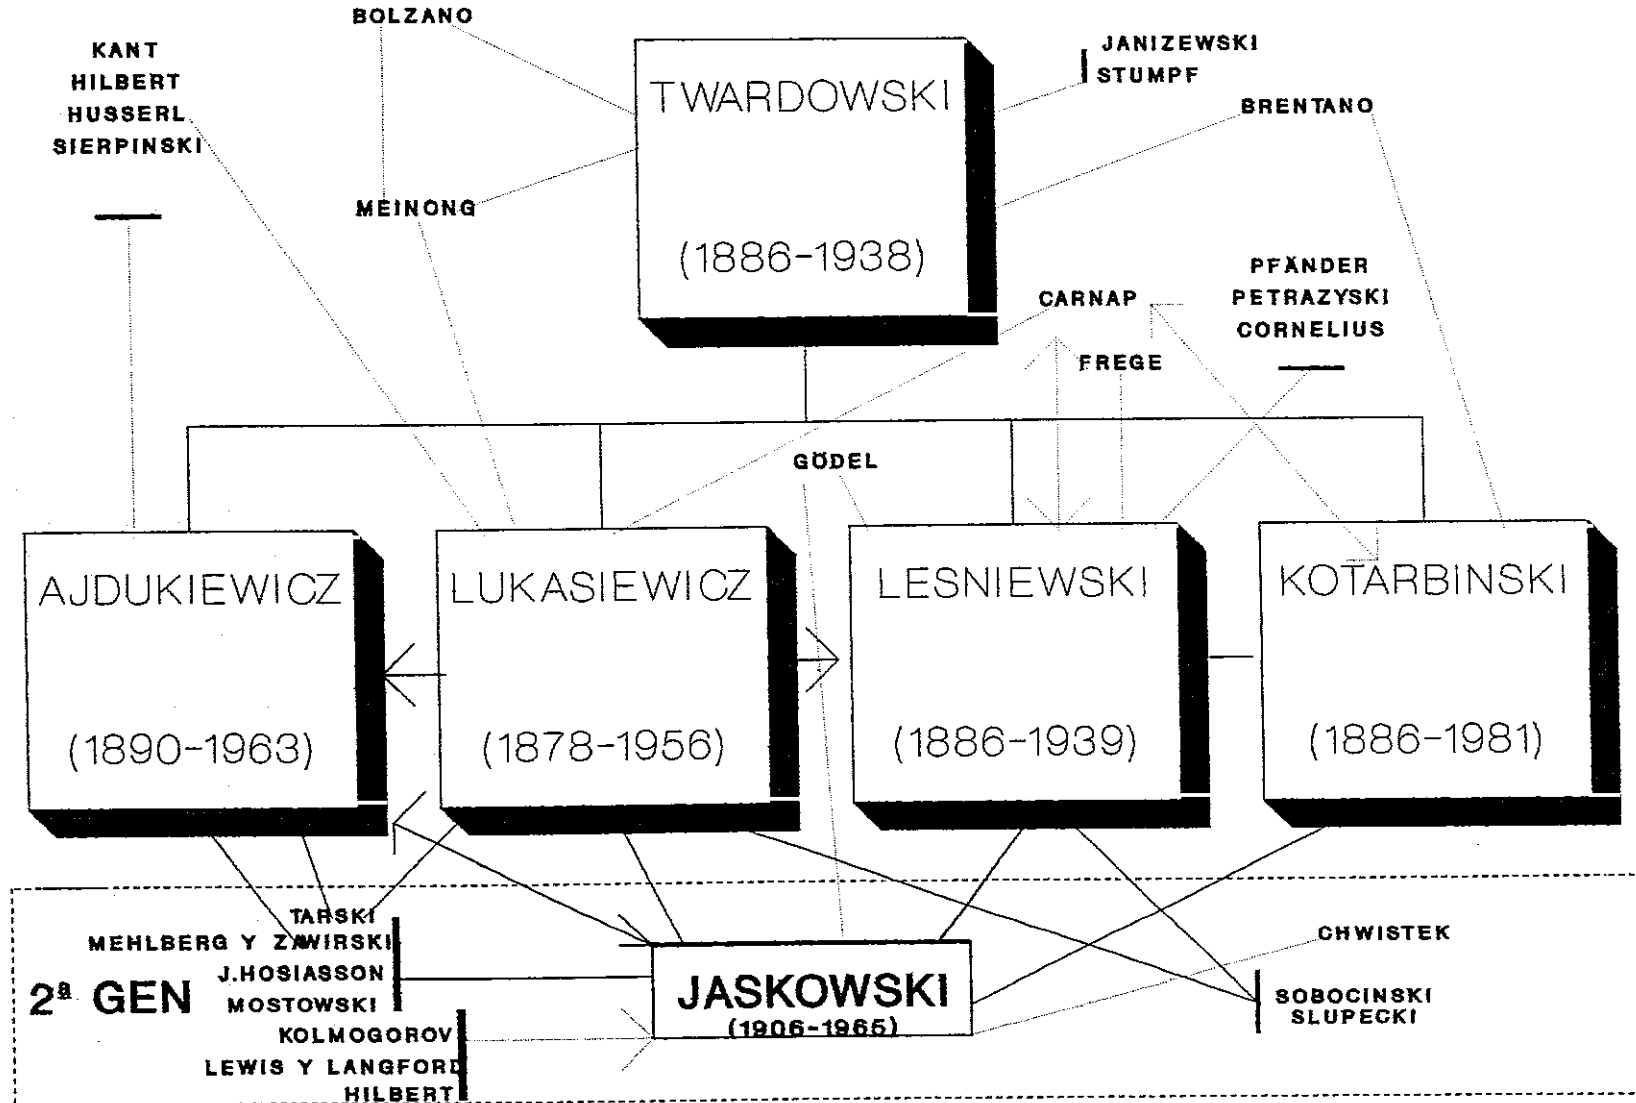 BOLZANO
KANT
HILBERT
HUSSERL
SIERPINSKI
MEINONG
TWARDOWSKI
(1886-1938)
JANIZEWSKI
STUMPF
BRENTANO
CARNAP
FREGE
PFÄNDER
PETRAZYSKI
CORNELIUS
GÖDEL
AJDUKIEWICZ
(1890-1963)
LUKASIEWICZ
(1878-1956)
LESNIEWSKI
(1886-1939)
KOTARBINSKI
(1886-1981)
2ª GEN
TARSKI
MEHLBERG Y ZAWIRSKI
J.HOSIASSON
MOSTOWSKI
KOLMOGOROV
LEWIS Y LANGFORD
HILBERT
JASKOWSKI
(1906-1965)
CHWISTEK
SOBOCINSKI
SLUPECKI